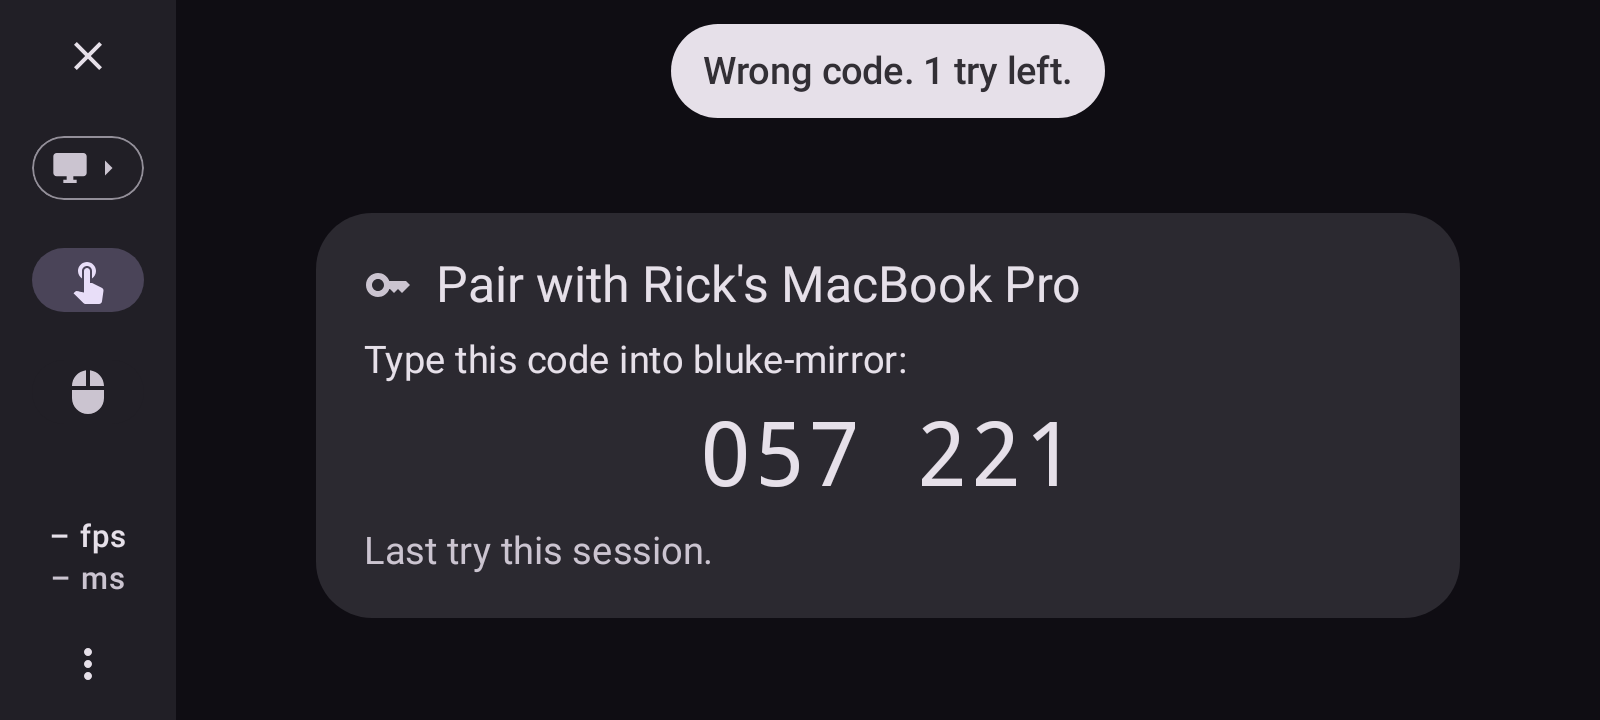 Wrong code. 1 try left.
Pair with Rick's MacBook Pro
Type this code into bluke-mirror:
057 221
Last try this session.
– fps
– ms